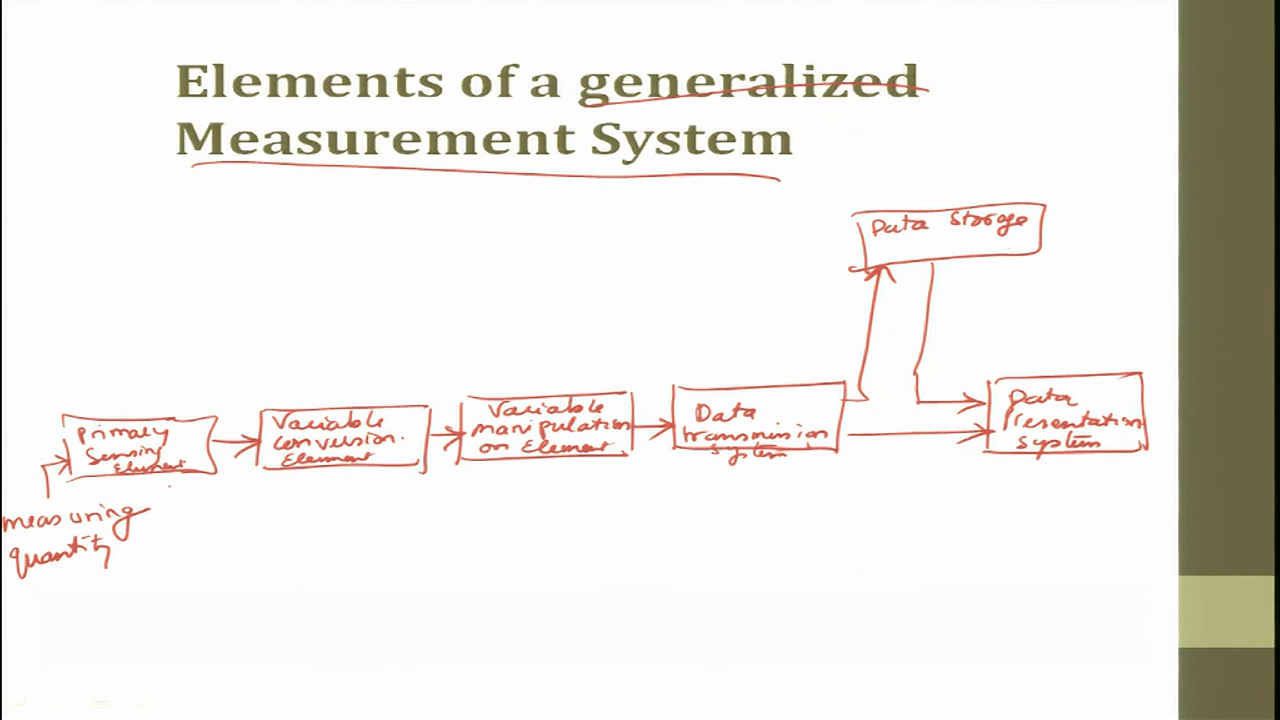 Elements of a generalized
Measurement System
Data Storage
Primary
Sensing
Element
Variable
conversion
Element
Variable
manipulation
on Element
Data
transmission
system
Data
Presentation
system
measuring
quantity